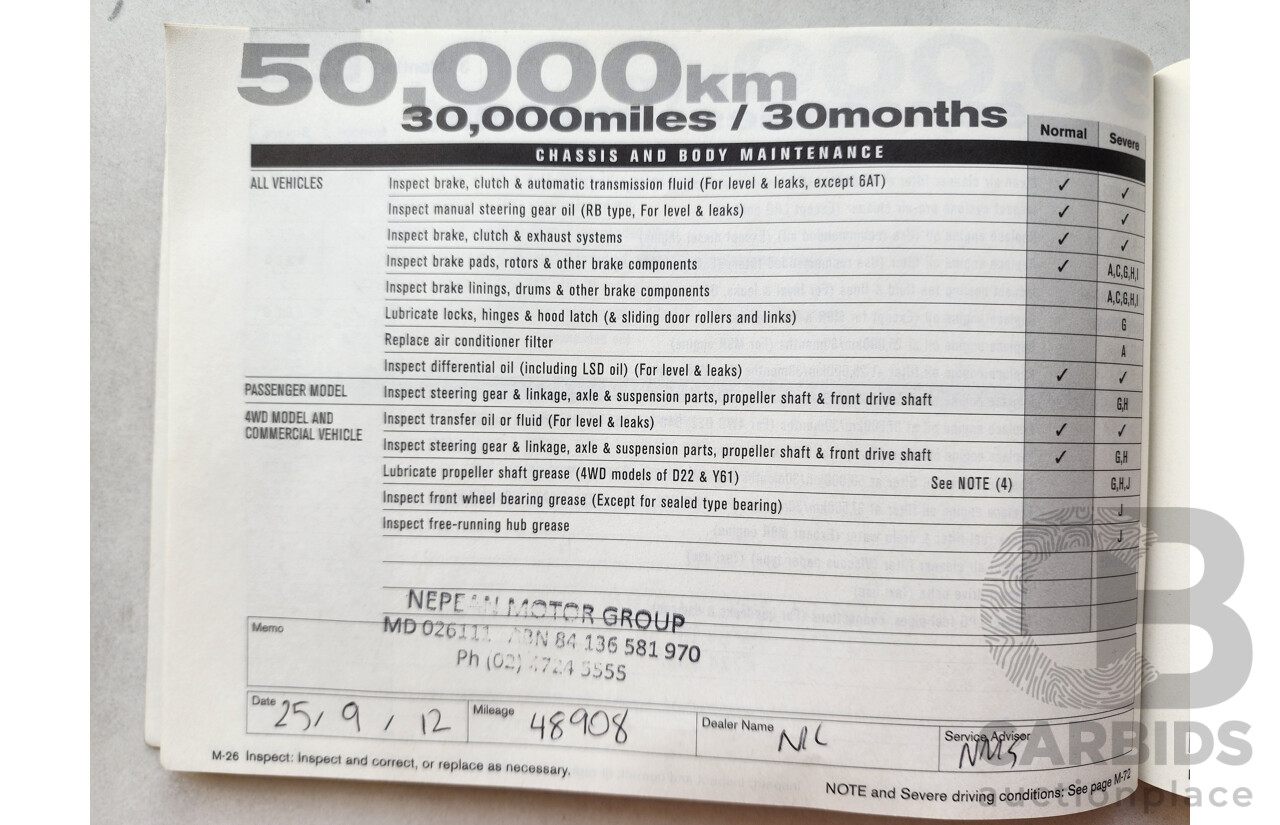 50,000km
30,000miles / 30months
Normal Severe
CHASSIS AND BODY MAINTENANCE
ALL VEHICLES Inspect brake, clutch & automatic transmission fluid (For level & leaks, except 6AT) ✓ ✓
Inspect manual steering gear oil (RB type, For level & leaks) ✓ ✓
Inspect brake, clutch & exhaust systems ✓ ✓
Inspect brake pads, rotors & other brake components ✓ A,C,G,H,I
Inspect brake linings, drums & other brake components A,C,G,H,I
Lubricate locks, hinges & hood latch (& sliding door rollers and links) G
Replace air conditioner filter A
Inspect differential oil (including LSD oil) (For level & leaks) ✓ ✓
PASSENGER MODEL Inspect steering gear & linkage, axle & suspension parts, propeller shaft & front drive shaft G,H
4WD MODEL AND Inspect transfer oil or fluid (For level & leaks) ✓ ✓
COMMERCIAL VEHICLE Inspect steering gear & linkage, axle & suspension parts, propeller shaft & front drive shaft ✓ G,H
Lubricate propeller shaft grease (4WD models of D22 & Y61) See NOTE (4) G,H,J
Inspect front wheel bearing grease (Except for sealed type bearing) J
Inspect free-running hub grease J
NEPEAN MOTOR GROUP
Memo
MD 026111 ABN 84 136 581 970
Ph (02) 4724 5555
Date 25/9/12 Mileage 48908 Dealer Name Service Advisor NMS
M-26 Inspect: Inspect and correct, or replace as necessary.
NOTE and Severe driving conditions: See page M-72
CARBIDS
auctionplace